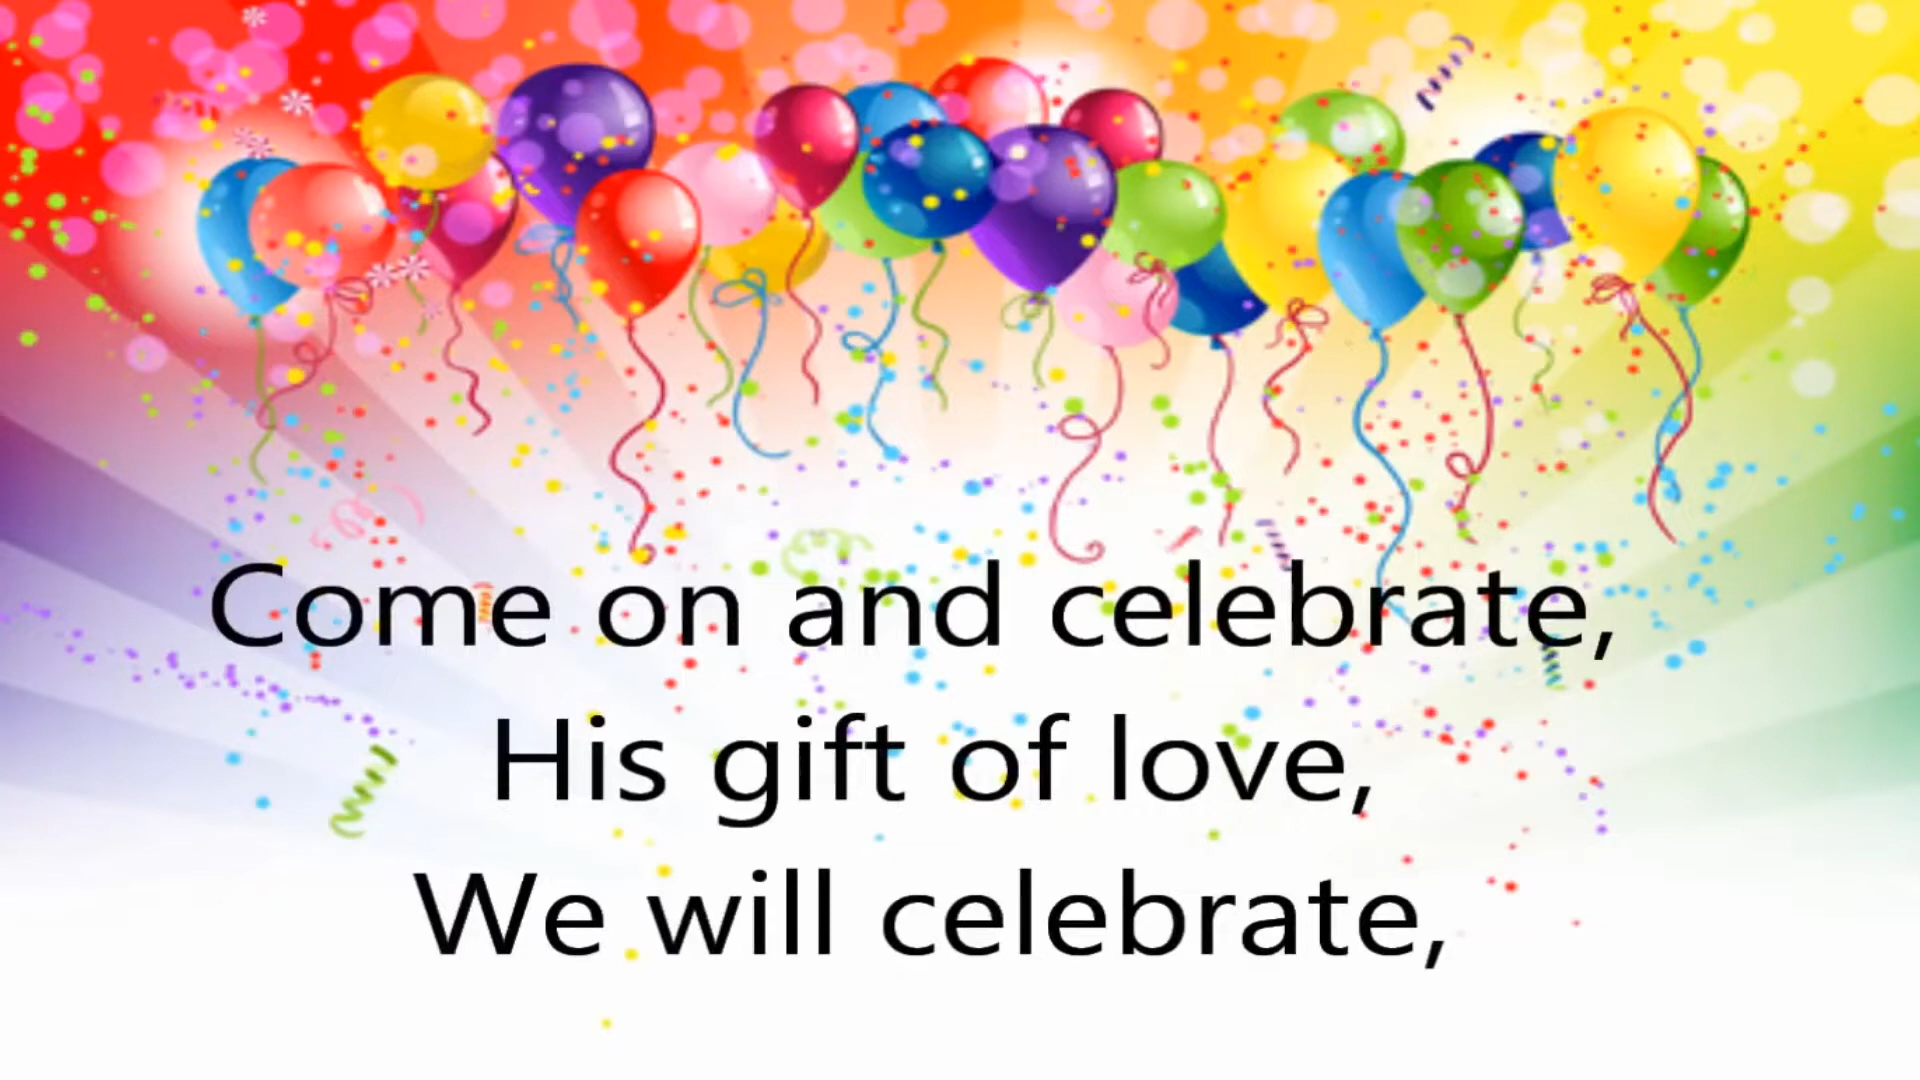 Come on and celebrate,
His gift of love,
We will celebrate,